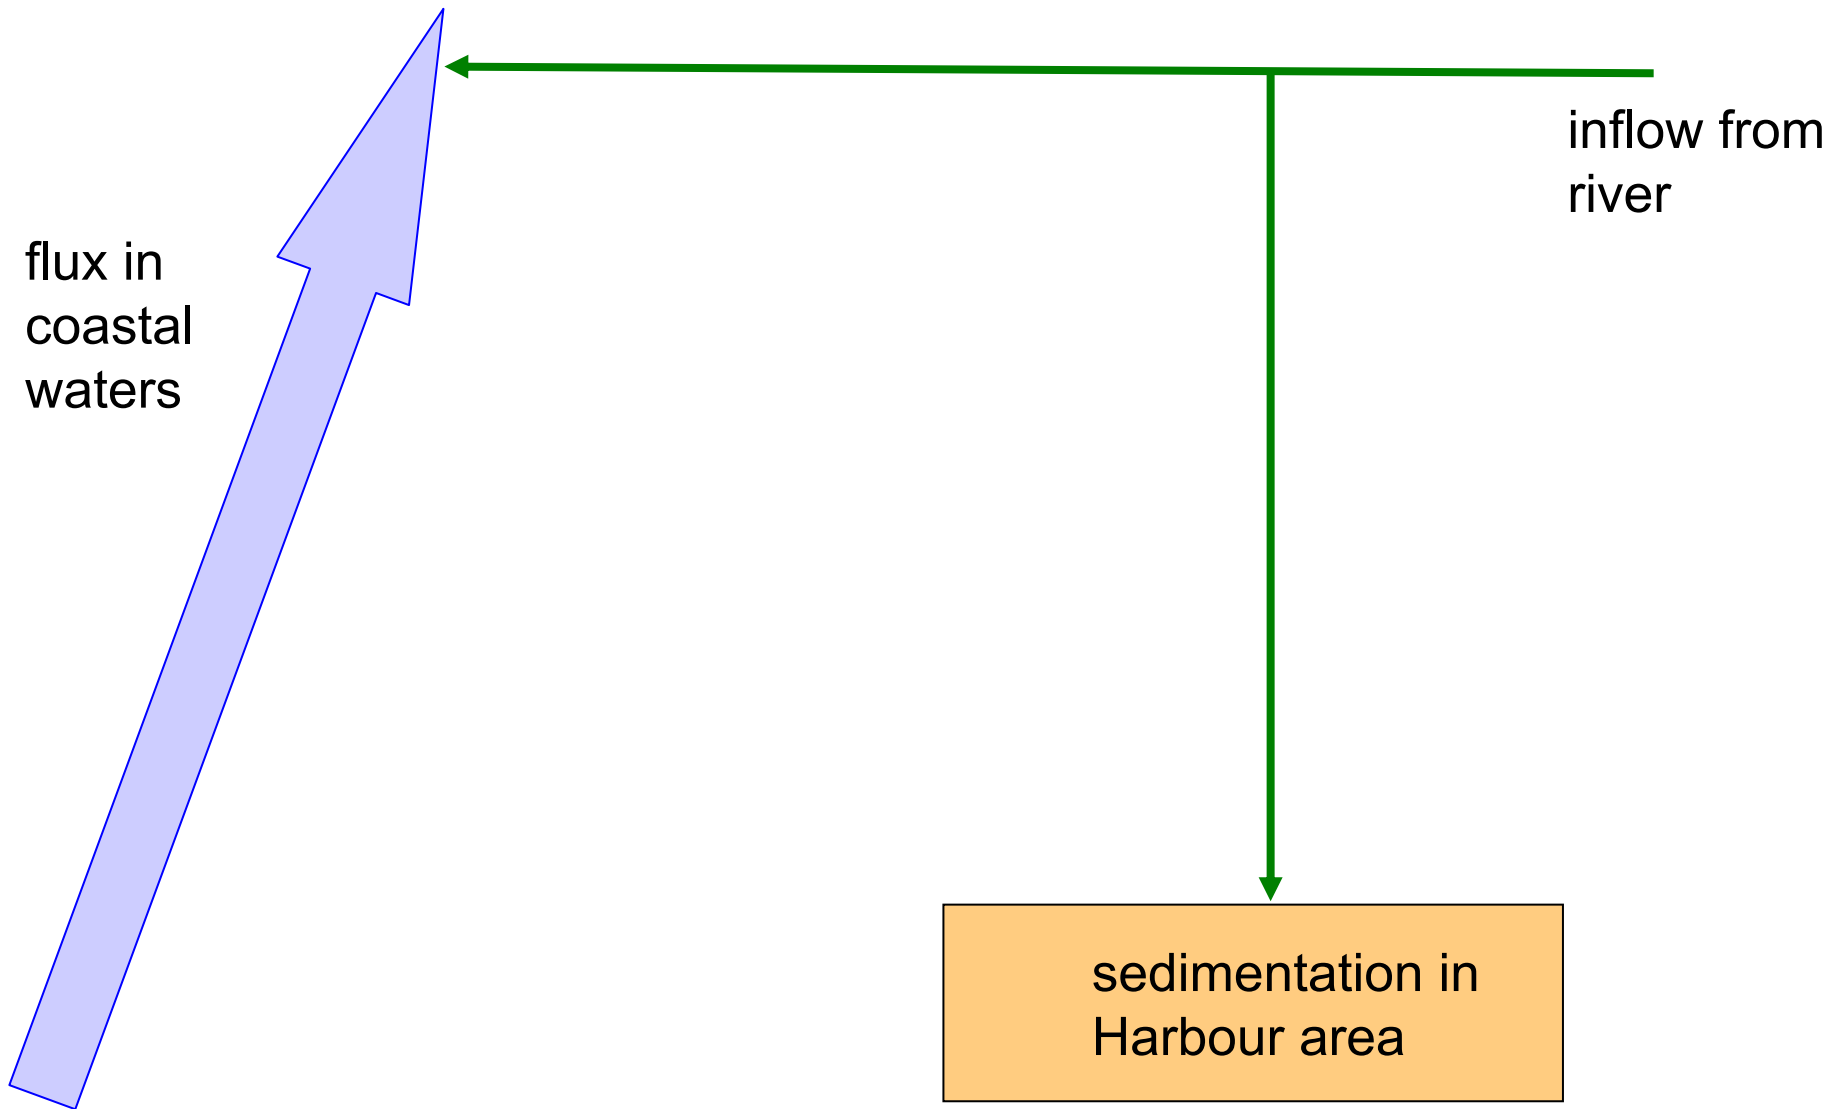 inflow from
river
flux in
coastal
waters
sedimentation in
Harbour area